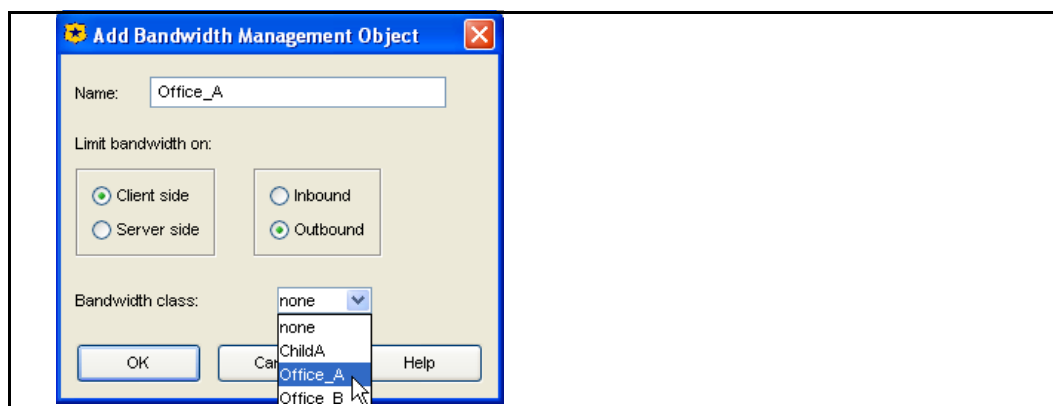 Add Bandwidth Management Object
Name: Office_A
Limit bandwidth on:
Client side Inbound
Server side Outbound
Bandwidth class: none
none
ChildA
OK Help
Office_A
Office_B